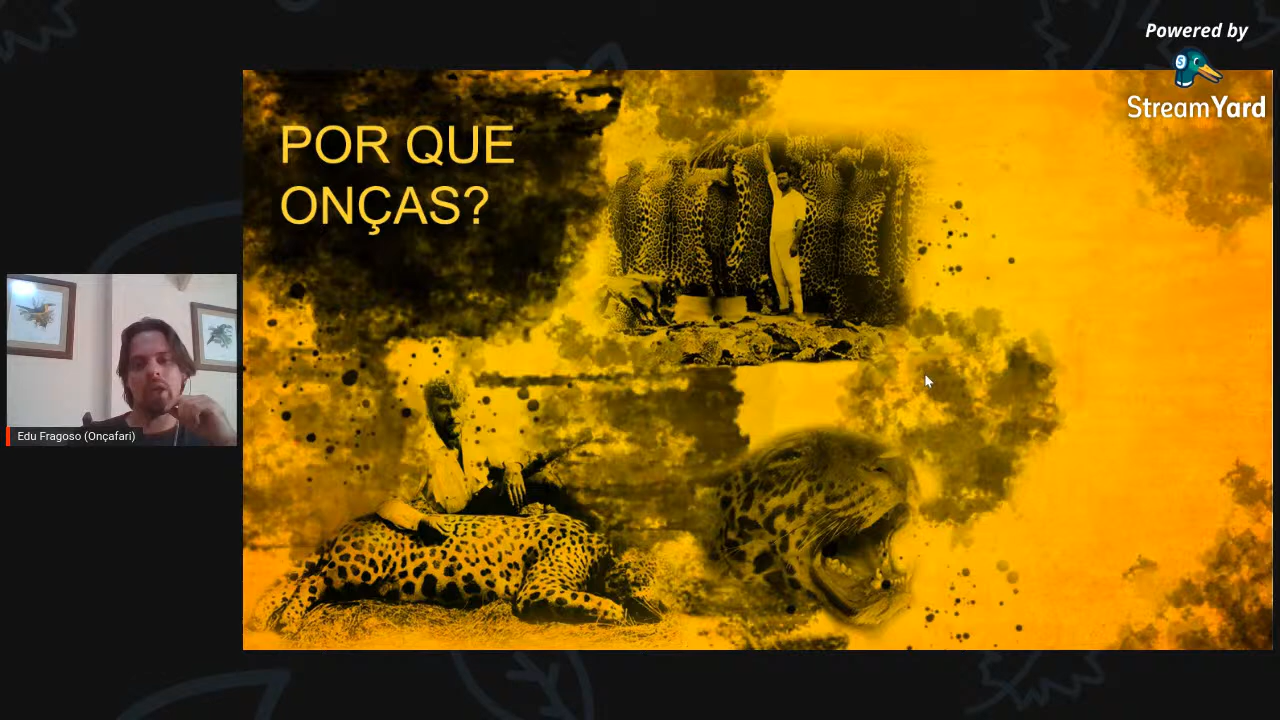 Powered by
StreamYard
POR QUE
ONÇAS?
Edu Fragoso (Onçafari)